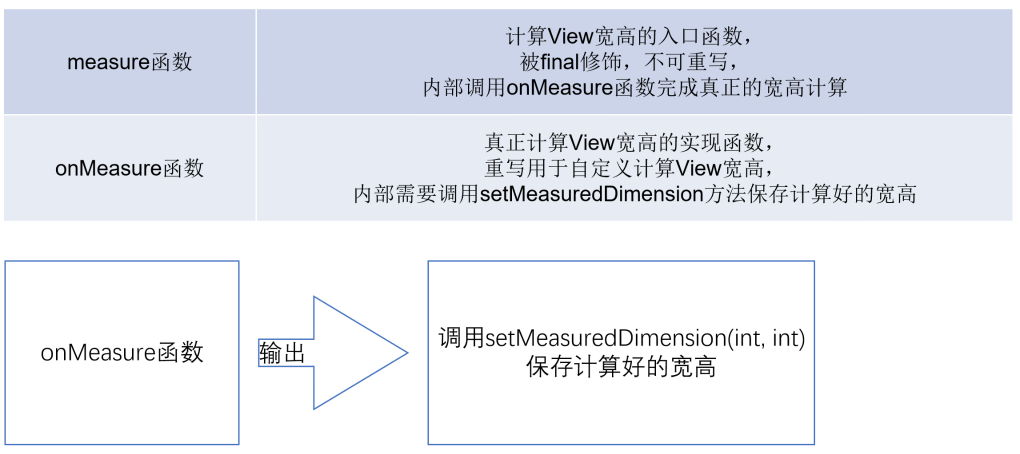 measure函数
计算View宽高的入口函数，
被final修饰，不可重写，
内部调用onMeasure函数完成真正的宽高计算
onMeasure函数
真正计算View宽高的实现函数，
重写用于自定义计算View宽高，
内部需要调用setMeasuredDimension方法保存计算好的宽高
onMeasure函数
输出
调用setMeasuredDimension(int, int)
保存计算好的宽高